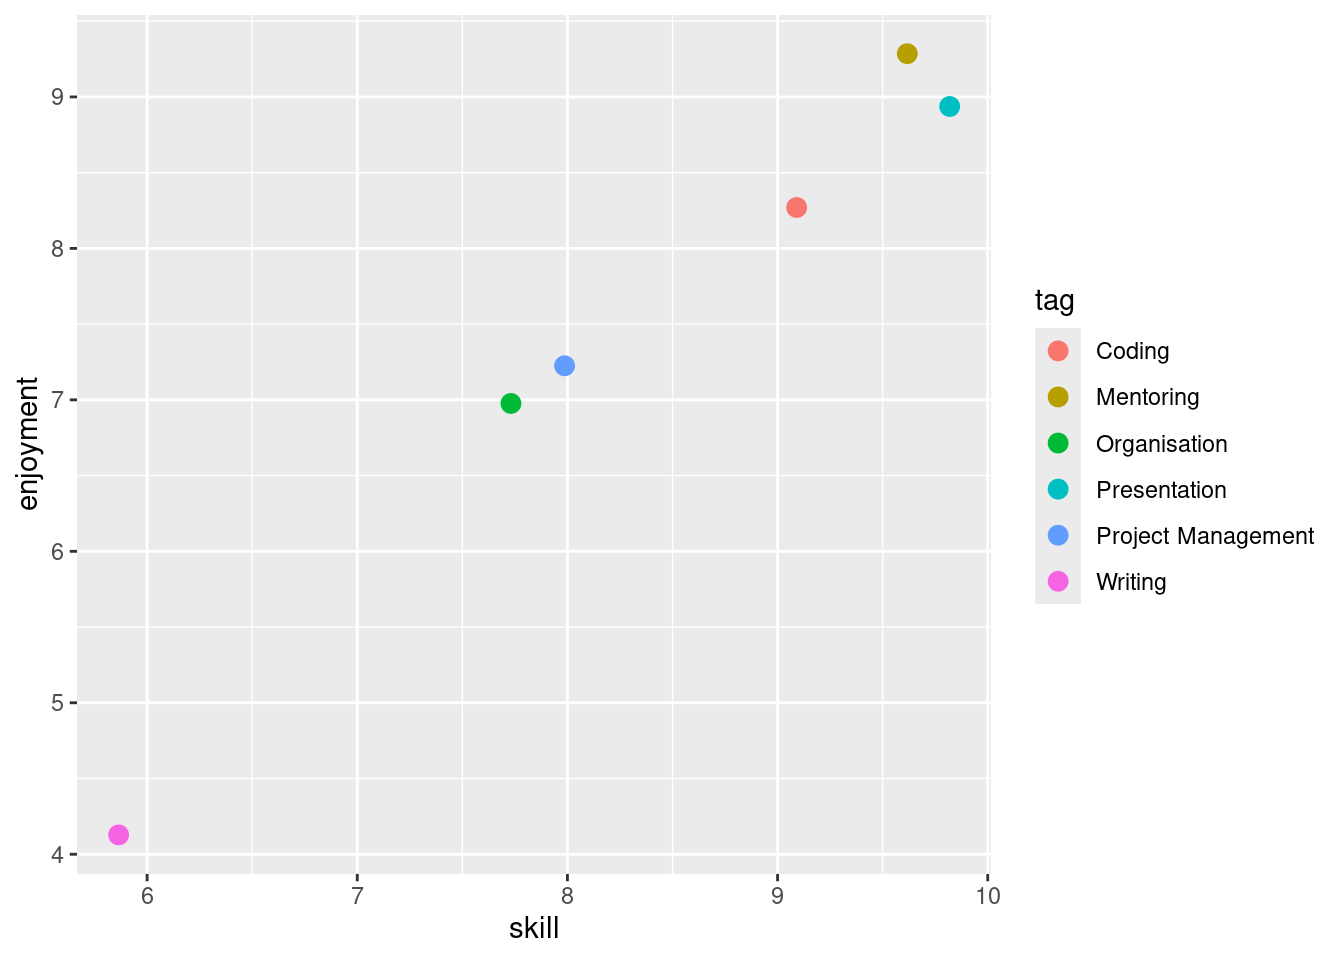 9
8
7
6
5
4
enjoyment
6 7 8 9 10
skill
tag
Coding
Mentoring
Organisation
Presentation
Project Management
Writing